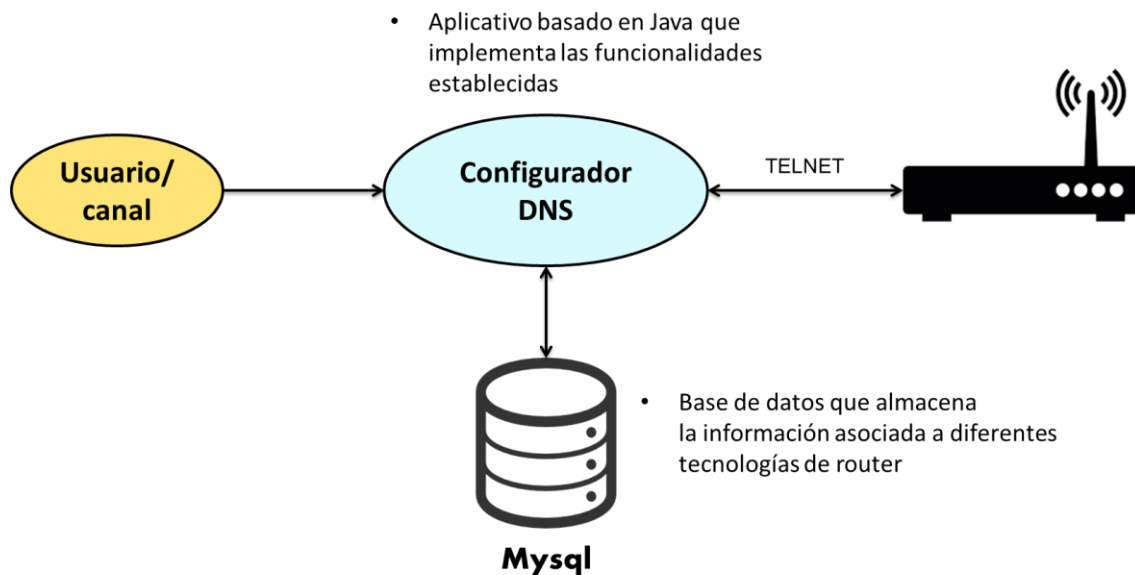 • Aplicativo basado en Java que
implementa las funcionalidades
establecidas
Usuario/
canal
Configurador
DNS
TELNET
• Base de datos que almacena
la información asociada a diferentes
tecnologías de router
Mysql